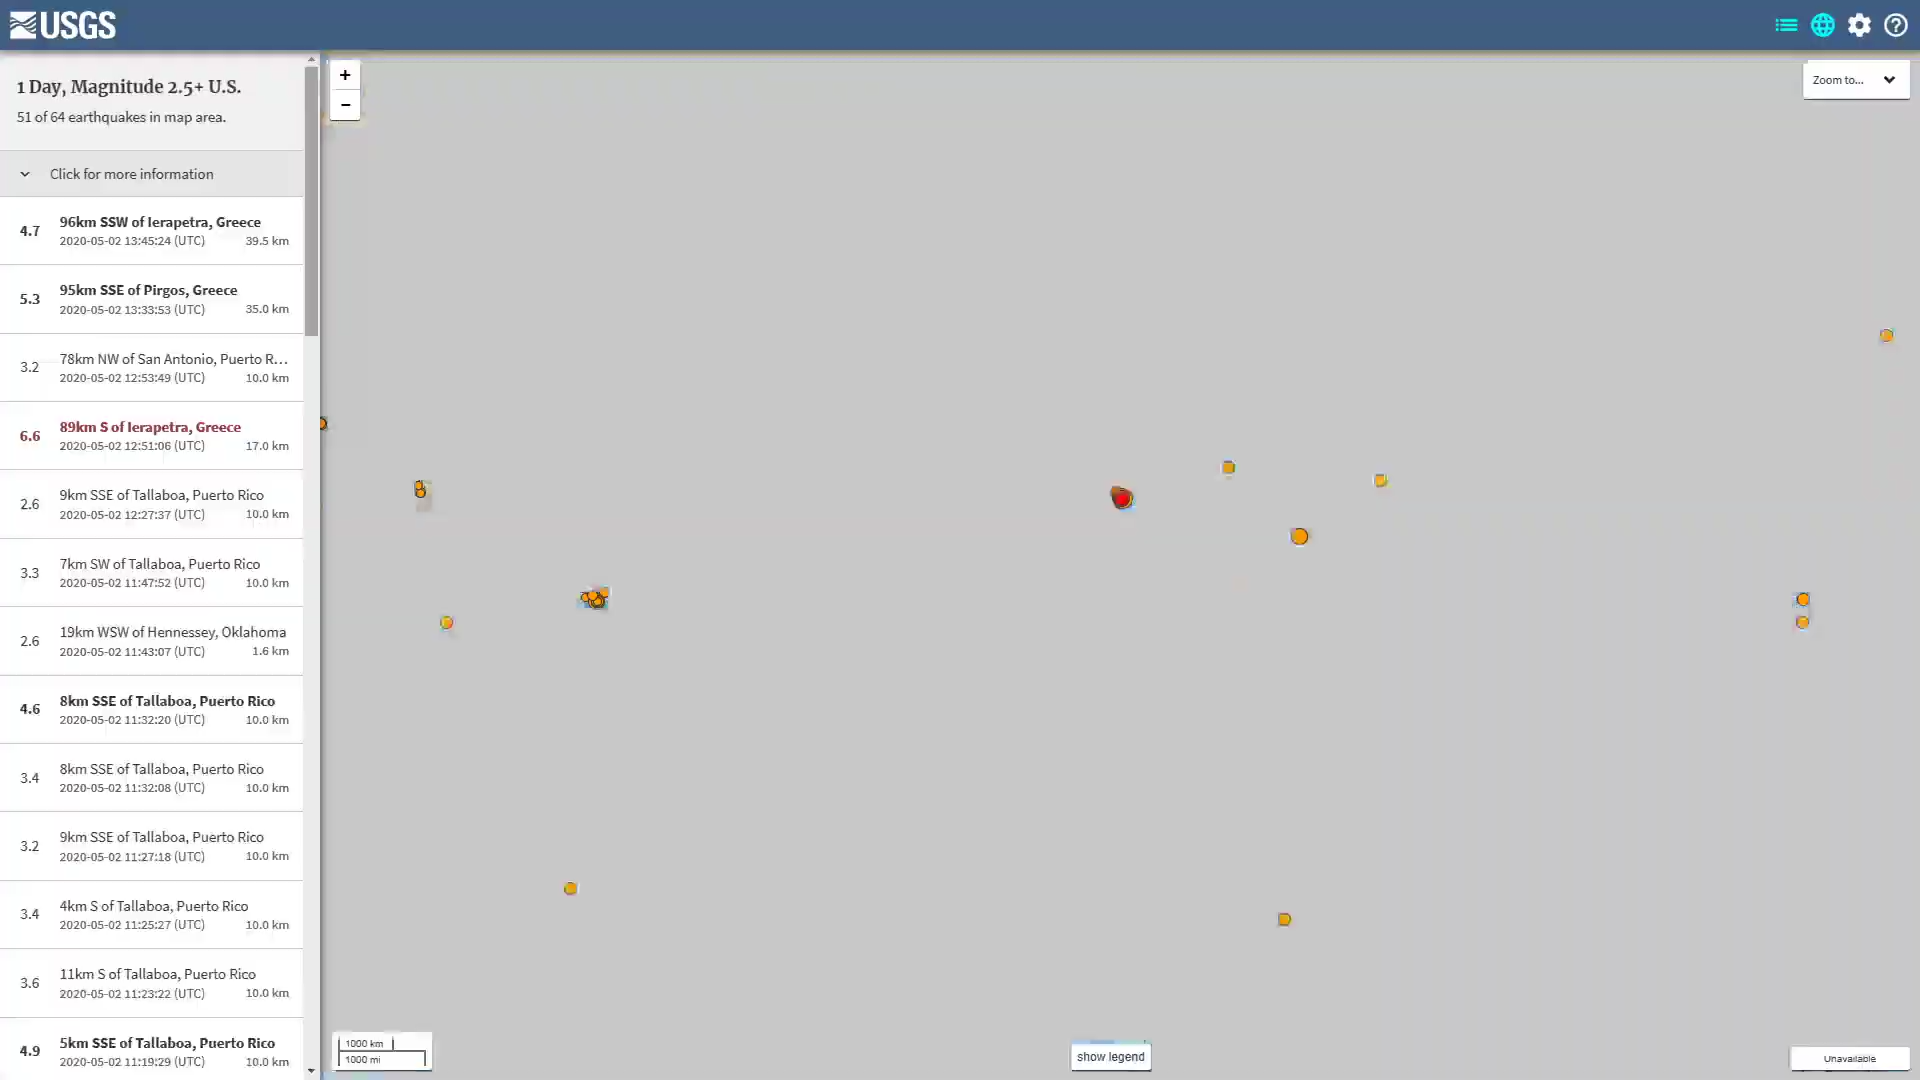 USGS
1 Day, Magnitude 2.5+ U.S.
51 of 64 earthquakes in map area.
Click for more information
4.7
96km SSW of Ierapetra, Greece
2020-05-02 13:45:24 (UTC) 39.5 km
5.3
95km SSE of Pirgos, Greece
2020-05-02 13:33:53 (UTC) 35.0 km
3.2
78km NW of San Antonio, Puerto R...
2020-05-02 12:53:49 (UTC) 10.0 km
6.6
89km S of Ierapetra, Greece
2020-05-02 12:51:06 (UTC) 17.0 km
2.6
9km SSE of Tallaboa, Puerto Rico
2020-05-02 12:27:37 (UTC) 10.0 km
3.3
7km SW of Tallaboa, Puerto Rico
2020-05-02 11:47:52 (UTC) 10.0 km
2.6
19km WSW of Hennessey, Oklahoma
2020-05-02 11:43:07 (UTC) 1.6 km
4.6
8km SSE of Tallaboa, Puerto Rico
2020-05-02 11:32:20 (UTC) 10.0 km
3.4
8km SSE of Tallaboa, Puerto Rico
2020-05-02 11:32:08 (UTC) 10.0 km
3.2
9km SSE of Tallaboa, Puerto Rico
2020-05-02 11:27:18 (UTC) 10.0 km
3.4
4km S of Tallaboa, Puerto Rico
2020-05-02 11:25:27 (UTC) 10.0 km
3.6
11km S of Tallaboa, Puerto Rico
2020-05-02 11:23:22 (UTC) 10.0 km
4.9
5km SSE of Tallaboa, Puerto Rico
2020-05-02 11:19:29 (UTC) 10.0 km
+
−
Zoom to...
1000 km
1000 mi
show legend
Unavailable